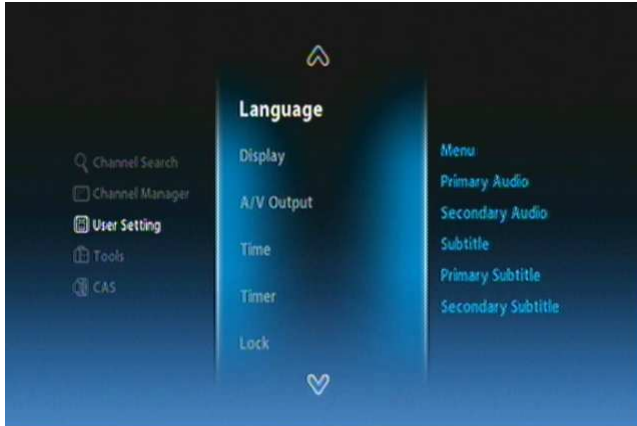 Channel Search
Channel Manager
User Setting
Tools
CAS
Language
Display
A/V Output
Time
Timer
Lock
Menu
Primary Audio
Secondary Audio
Subtitle
Primary Subtitle
Secondary Subtitle